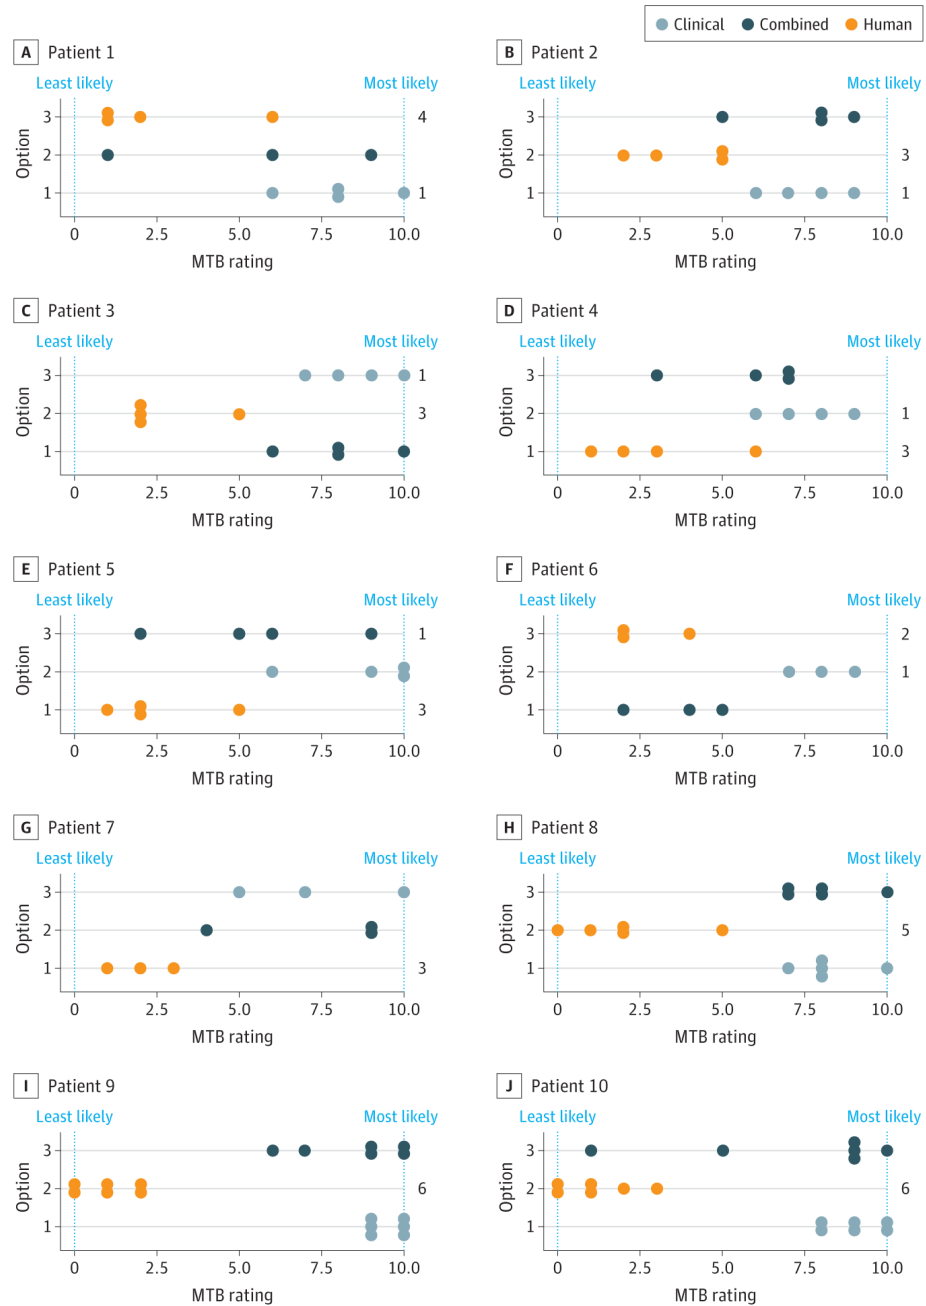 Clinical Combined Human
A Patient 1
Least likely Most likely
Option
3 4
2
1 1
0 2.5 5.0 7.5 10.0
MTB rating
B Patient 2
Least likely Most likely
Option
3
2 3
1 1
0 2.5 5.0 7.5 10.0
MTB rating
C Patient 3
Least likely Most likely
Option
3 1
2 3
1
0 2.5 5.0 7.5 10.0
MTB rating
D Patient 4
Least likely Most likely
Option
3
2 1
1 3
0 2.5 5.0 7.5 10.0
MTB rating
E Patient 5
Least likely Most likely
Option
3 1
2
1 3
0 2.5 5.0 7.5 10.0
MTB rating
F Patient 6
Least likely Most likely
Option
3 2
2 1
1
0 2.5 5.0 7.5 10.0
MTB rating
G Patient 7
Least likely Most likely
Option
3
2
1 3
0 2.5 5.0 7.5 10.0
MTB rating
H Patient 8
Least likely Most likely
Option
3
2 5
1
0 2.5 5.0 7.5 10.0
MTB rating
I Patient 9
Least likely Most likely
Option
3
2 6
1
0 2.5 5.0 7.5 10.0
MTB rating
J Patient 10
Least likely Most likely
Option
3
2 6
1
0 2.5 5.0 7.5 10.0
MTB rating